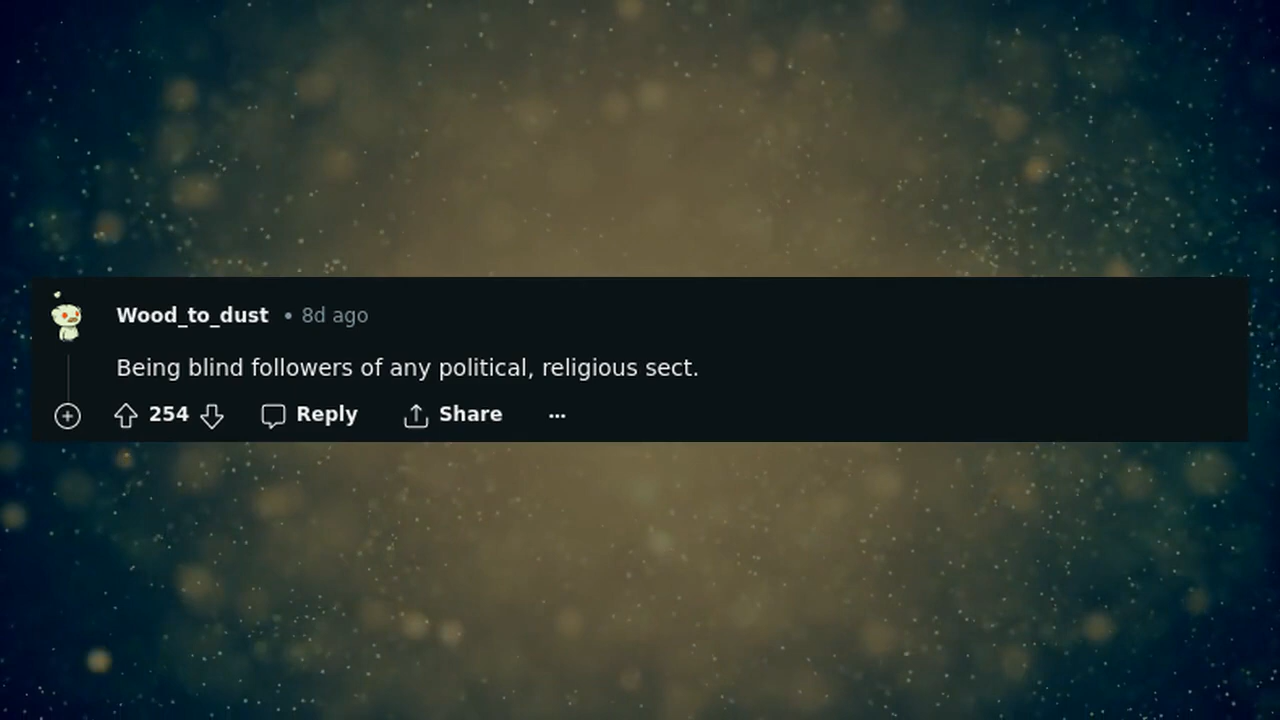 Wood_to_dust • 8d ago
Being blind followers of any political, religious sect.
254 Reply Share ···